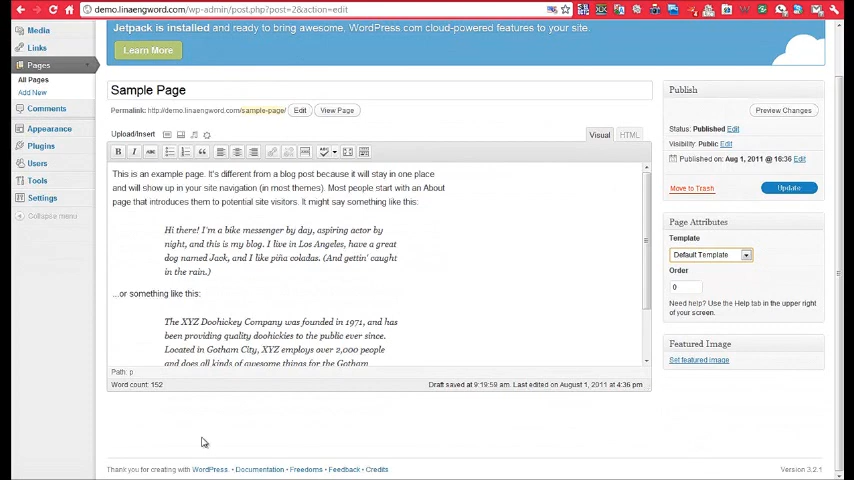 demo.linaengword.com/wp-admin/post.php?post=2&action=edit
Media
Links
Pages
All Pages
Add New
Comments
Appearance
Plugins
Users
Tools
Settings
Collapse menu
Jetpack is installed and ready to bring awesome, WordPress.com cloud-powered features to your site.
Learn More
Sample Page
Permalink: http://demo.linaengword.com/sample-page/ Edit View Page
Upload/Insert Visual HTML
B I ABC
This is an example page. It's different from a blog post because it will stay in one place
and will show up in your site navigation (in most themes). Most people start with an About
page that introduces them to potential site visitors. It might say something like this:
Hi there! I'm a bike messenger by day, aspiring actor by
night, and this is my blog. I live in Los Angeles, have a great
dog named Jack, and I like piña coladas. (And gettin' caught
in the rain.)
...or something like this:
The XYZ Doohickey Company was founded in 1971, and has
been providing quality doohickies to the public ever since.
Located in Gotham City, XYZ employs over 2,000 people
and does all kinds of awesome things for the Gotham
Path: p
Word count: 152 Draft saved at 9:19:59 am. Last edited on August 1, 2011 at 4:36 pm
Publish
Preview Changes
Status: Published Edit
Visibility: Public Edit
Published on: Aug 1, 2011 @ 16:36 Edit
Move to Trash Update
Page Attributes
Template
Default Template
Order
0
Need help? Use the Help tab in the upper right
of your screen.
Featured Image
Set featured image
Thank you for creating with WordPress. • Documentation • Freedoms • Feedback • Credits
Version 3.2.1